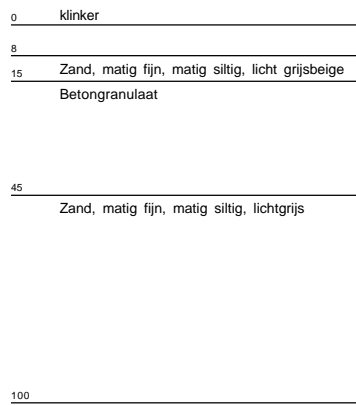 0 klinker
8
Zand, matig fijn, matig siltig, licht grijsbeige
15
Betongranulaat
45
Zand, matig fijn, matig siltig, lichtgrijs
100